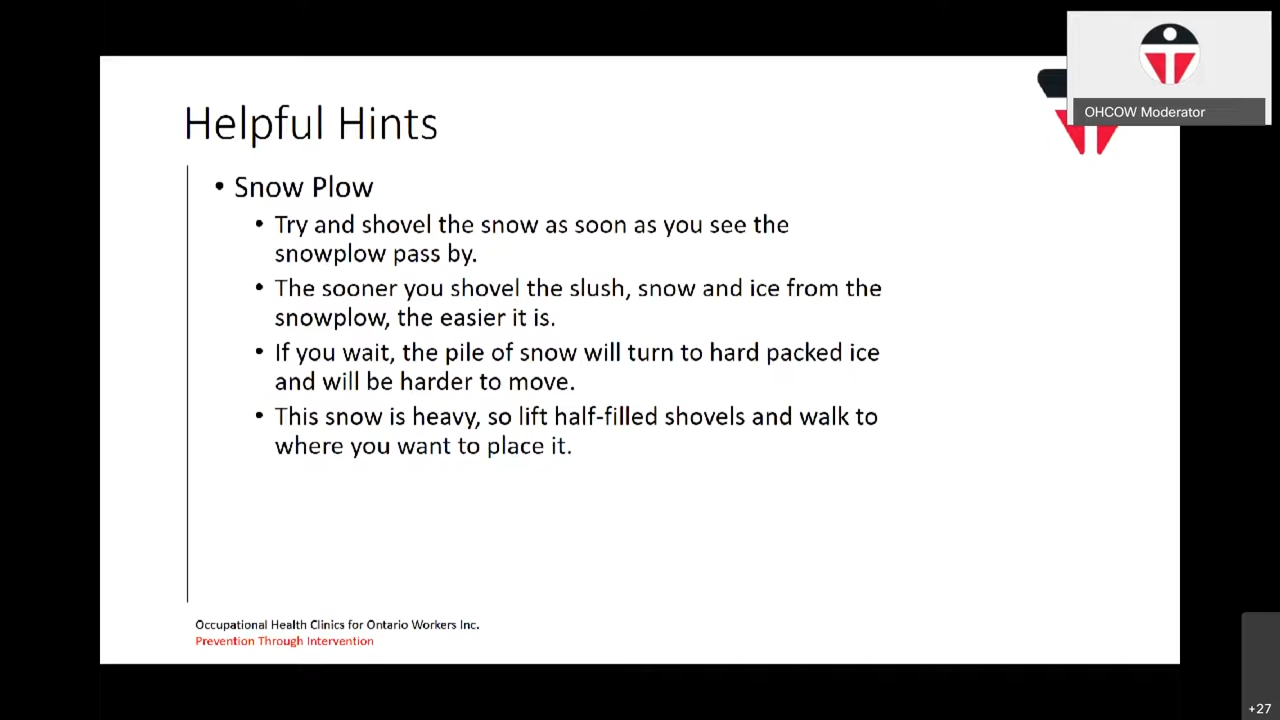 OHCOW Moderator
Helpful Hints
• Snow Plow
• Try and shovel the snow as soon as you see the
snowplow pass by.
• The sooner you shovel the slush, snow and ice from the
snowplow, the easier it is.
• If you wait, the pile of snow will turn to hard packed ice
and will be harder to move.
• This snow is heavy, so lift half-filled shovels and walk to
where you want to place it.
Occupational Health Clinics for Ontario Workers Inc.
Prevention Through Intervention
+27